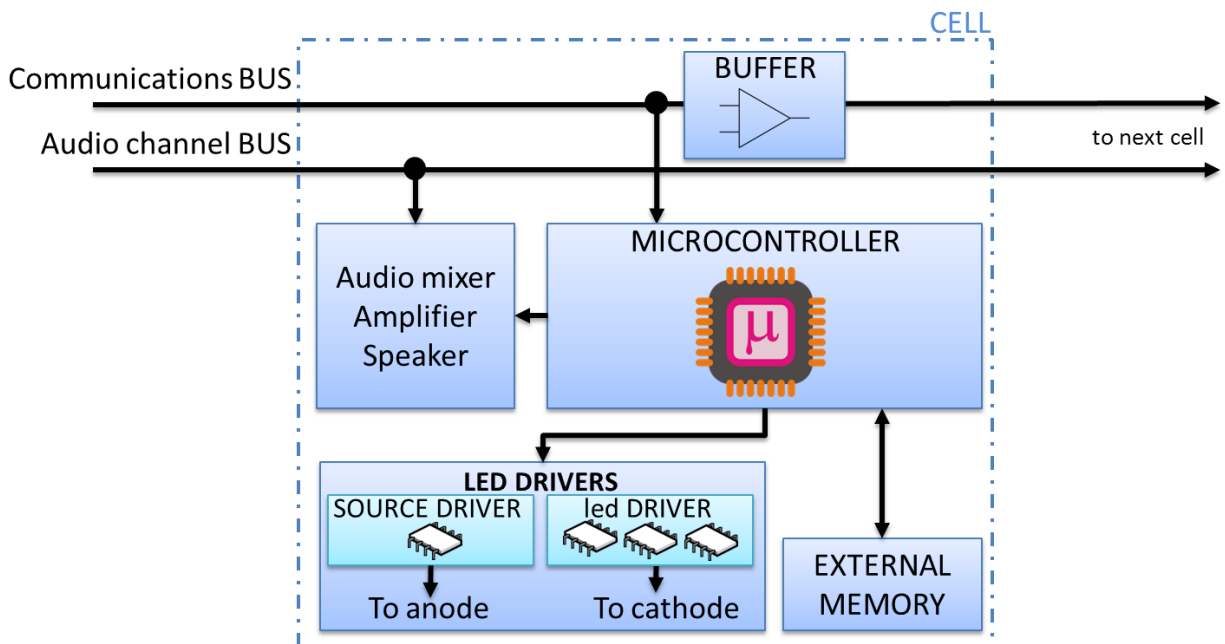 CELL
Communications BUS
BUFFER
Audio channel BUS
to next cell
MICROCONTROLLER
μ
Audio mixer
Amplifier
Speaker
LED DRIVERS
SOURCE DRIVER
led DRIVER
To anode
To cathode
EXTERNAL
MEMORY